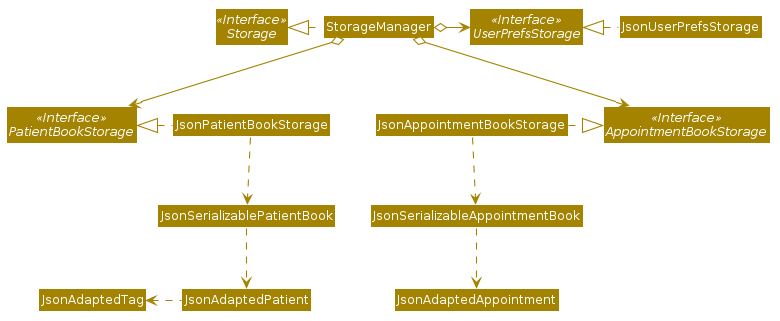 «Interface»
Storage
StorageManager
«Interface»
UserPrefsStorage
JsonUserPrefsStorage
«Interface»
PatientBookStorage
JsonPatientBookStorage
JsonAppointmentBookStorage
«Interface»
AppointmentBookStorage
JsonSerializablePatientBook
JsonSerializableAppointmentBook
JsonAdaptedTag
JsonAdaptedPatient
JsonAdaptedAppointment